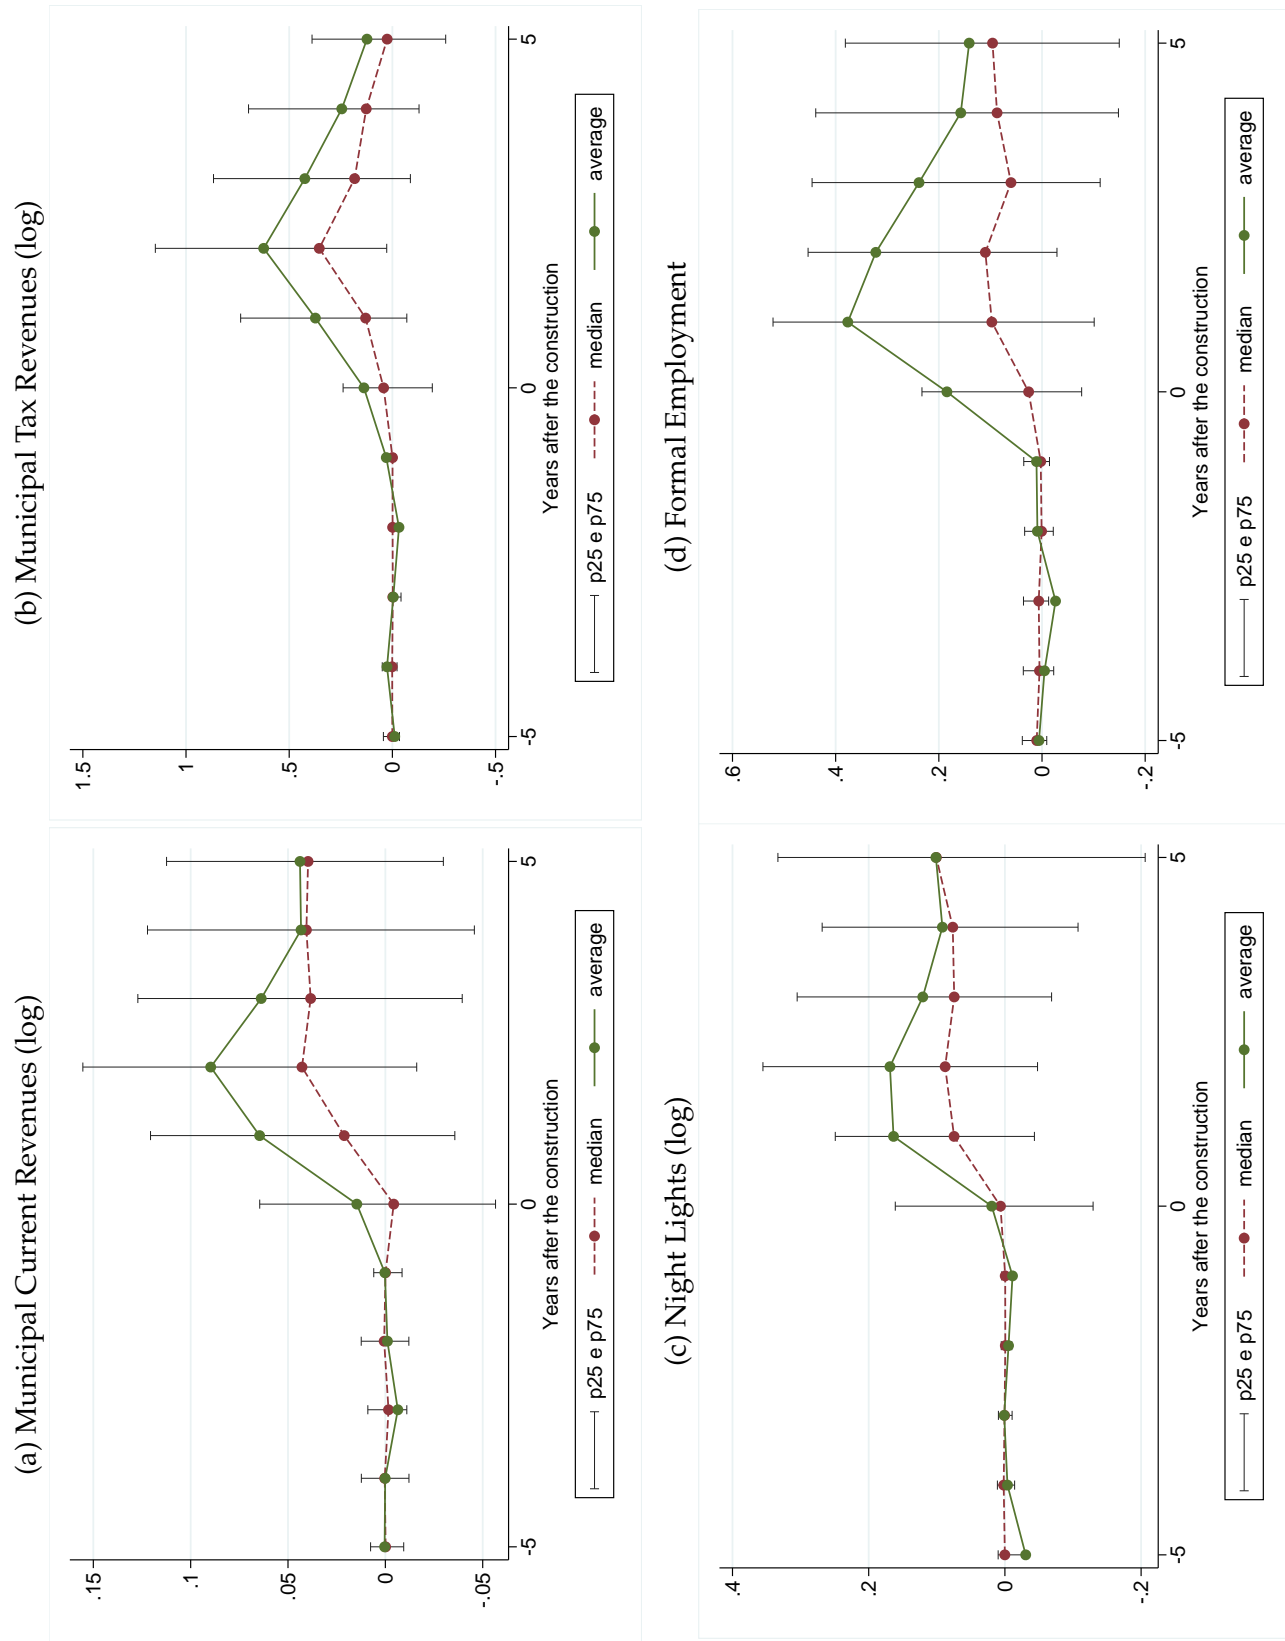 (a) Municipal Current Revenues (log)
.15
.1
.05
0
-.05
-5
0
5
Years after the construction
p25 e p75
median
average
(b) Municipal Tax Revenues (log)
1.5
1
.5
0
-.5
-5
0
5
Years after the construction
p25 e p75
median
average
(c) Night Lights (log)
.4
.2
0
-.2
-5
0
5
Years after the construction
p25 e p75
median
average
(d) Formal Employment
.6
.4
.2
0
-.2
-5
0
5
Years after the construction
p25 e p75
median
average